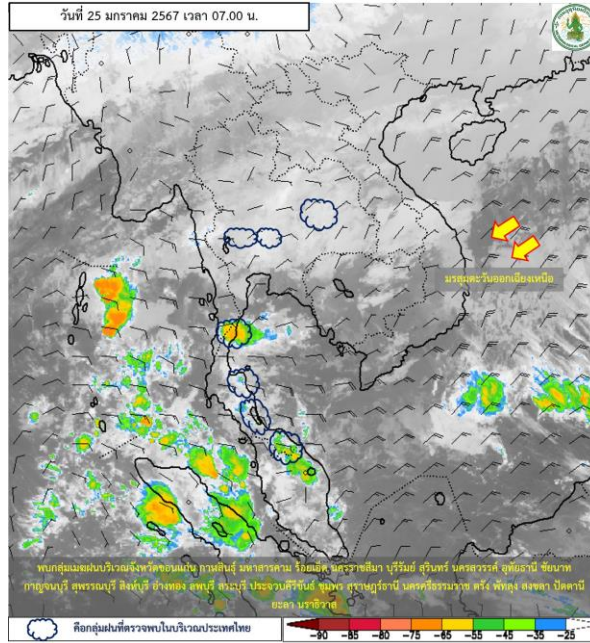 วันที่ 25 มกราคม 2567 เวลา 07.00 น.
มรสุมตะวันออกเฉียงเหนือ
พบกลุ่มเมฆฝนบริเวณจังหวัดขอนแก่น กาฬสินธุ์ มหาสารคาม ร้อยเอ็ด นครราชสีมา บุรีรัมย์ สุรินทร์ นครสวรรค์ อุทัยธานี ชัยนาท
กาญจนบุรี สุพรรณบุรี สิงห์บุรี อ่างทอง ลพบุรี สระบุรี ประจวบคีรีขันธ์ ชุมพร สุราษฎร์ธานี นครศรีธรรมราช ตรัง พัทลุง สงขลา ปัตตานี
ยะลา นราธิวาส
คือกลุ่มฝนที่ตรวจพบในบริเวณประเทศไทย
-90 -85 -80 -75 -65 -55 -45 -35 -25